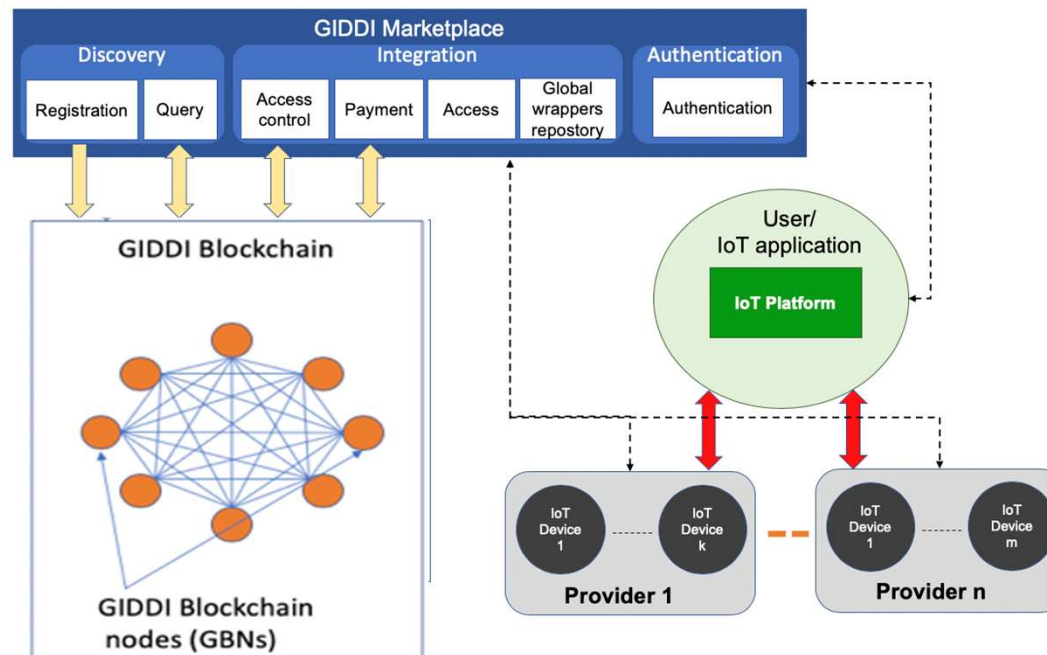 GIDDI Marketplace
Discovery
Integration
Authentication
Registration
Query
Access
control
Payment
Access
Global
wrappers
repostory
Authentication
GIDDI Blockchain
GIDDI Blockchain
nodes (GBNs)
User/
IoT application
IoT Platform
IoT
Device
1
IoT
Device
k
Provider 1
IoT
Device
1
IoT
Device
m
Provider n